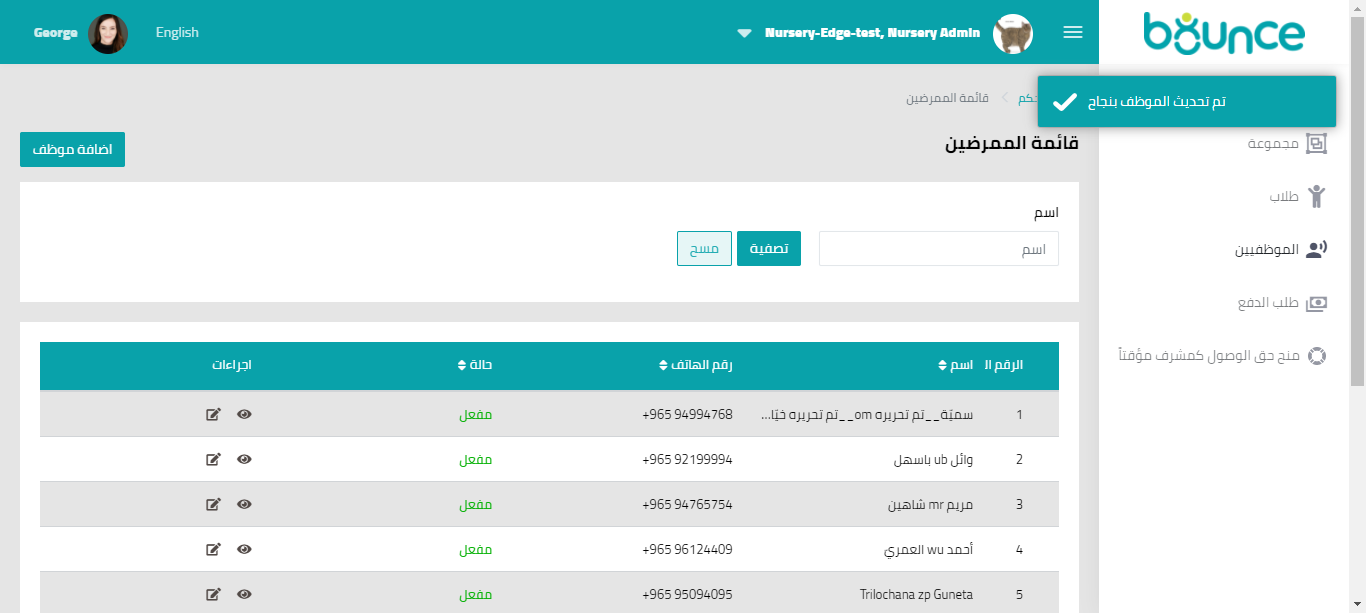 bounce
Nursery-Edge-test, Nursery Admin
English
George
تم تحديث الموظف بنجاح
مجموعة
طلاب
الموظفيين
طلب الدفع
منح حق الوصول كمشرف مؤقتاً
قائمة الممرضين
قائمة الممرضين
اضافة موظف
اسم
اسم
تصفية
مسح
الرقم ال اسم رقم الهاتف حالة اجراءات
1 سميّة__تم تحريره om__تم تحريره خيّا... +965 94994768 مفعل
2 وائل ub باسهل +965 92199994 مفعل
3 مريم mr شاهين +965 94765754 مفعل
4 أحمد wu العمري +965 96124409 مفعل
5 Trilochana zp Guneta +965 95094095 مفعل